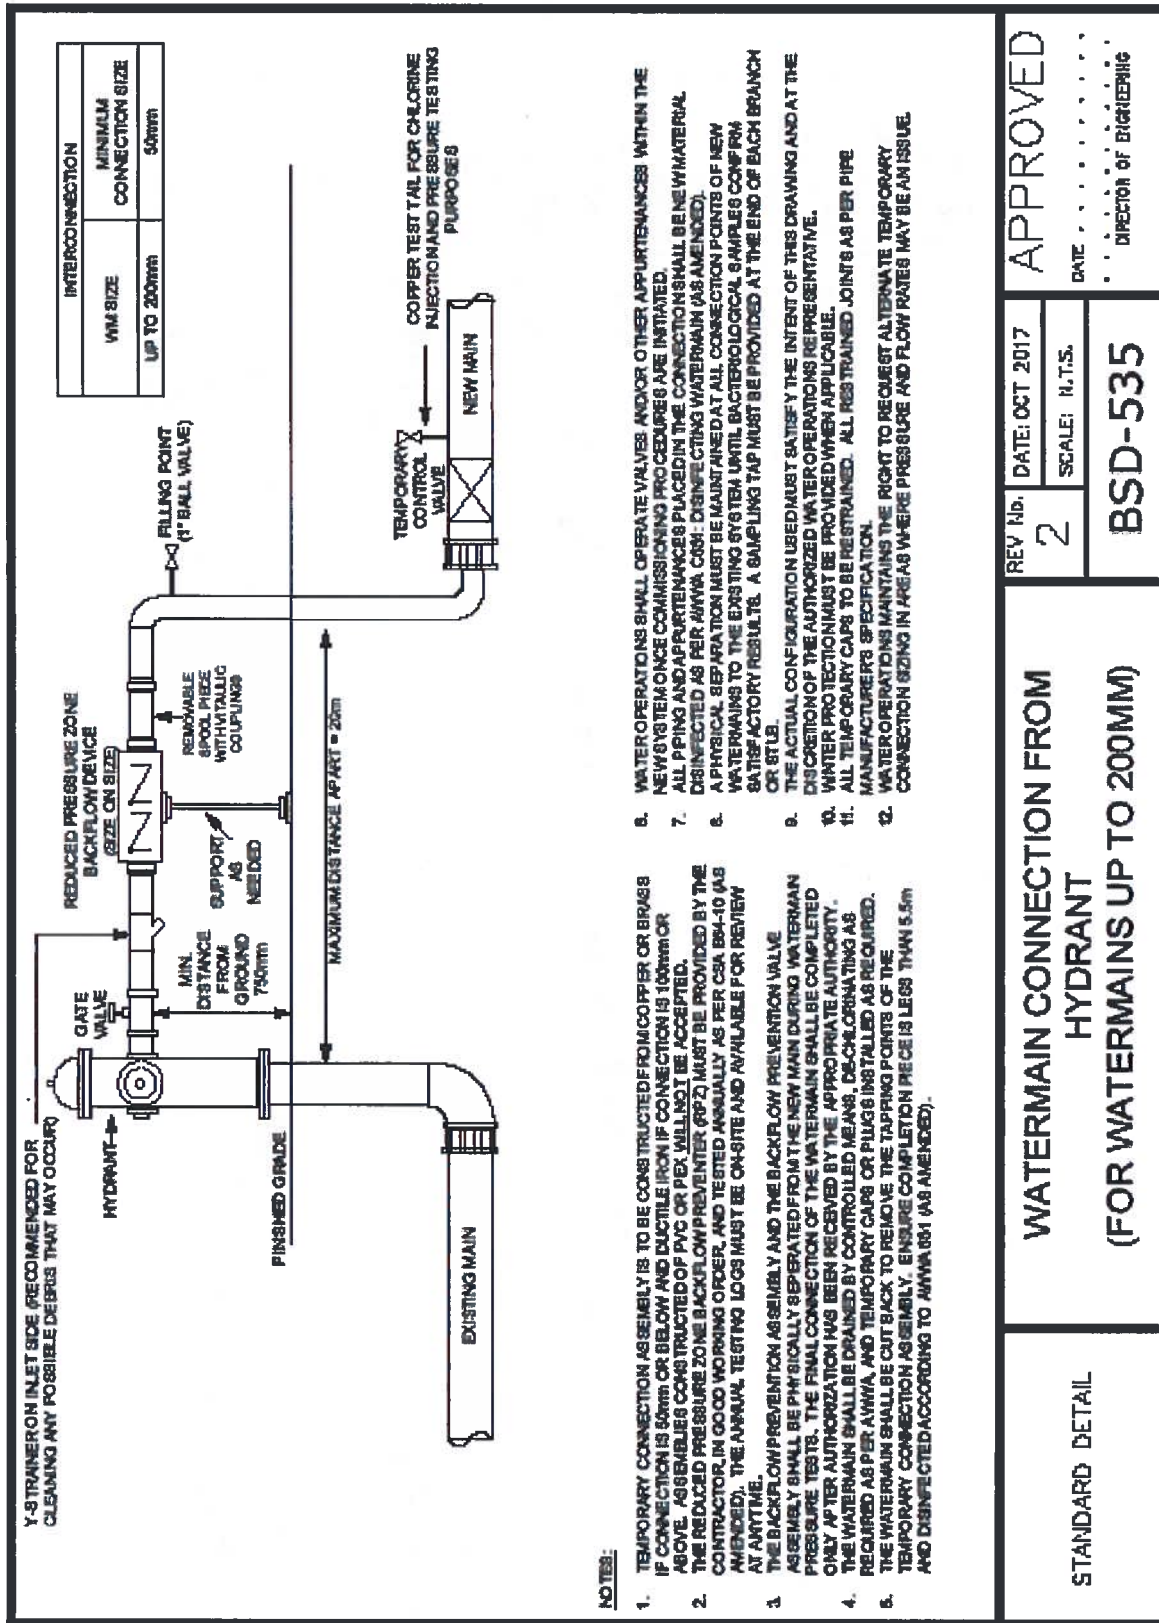 Y-STRAINER ON INLET SIDE (RECOMMENDED FOR
CLEANING ANY POSSIBLE DEBRIS THAT MAY OCCUR)
HYDRANT
GATE
VALVE
REDUCED PRESSURE ZONE
BACKFLOW DEVICE
(SIZE ON SIZE)
REMOVABLE
SPOOL PIECE
WITH VITAULIC
COUPLINGS
FILLING POINT
(1" BALL VALVE)
INTERCONNECTION
WM SIZE
MINIMUM
CONNECTION SIZE
UP TO 200mm
50mm
MIN.
DISTANCE
FROM
GROUND
750mm
SUPPORT
AS
NEEDED
FINISHED GRADE
MAXIMUM DISTANCE APART = 20m
TEMPORARY
CONTROL
VALVE
COPPER TEST TAIL FOR CHLORINE
INJECTION AND PRESSURE TESTING
PURPOSES
EXISTING MAIN
NEW MAIN
NOTES:
1. TEMPORARY CONNECTION ASSEMBLY IS TO BE CONSTRUCTED FROM COPPER OR BRASS
IF CONNECTION IS 50mm OR BELOW AND DUCTILE IRON IF CONNECTION IS 100mm OR
ABOVE. ASSEMBLIES CONSTRUCTED OF PVC OR PEX WILL NOT BE ACCEPTED.
2. THE REDUCED PRESSURE ZONE BACKFLOW PREVENTER (RPZ) MUST BE PROVIDED BY THE
CONTRACTOR, IN GOOD WORKING ORDER, AND TESTED ANNUALLY AS PER CSA B64-10 (AS
AMENDED). THE ANNUAL TESTING LOGS MUST BE ON-SITE AND AVAILABLE FOR REVIEW
AT ANYTIME.
3. THE BACKFLOW PREVENTION ASSEMBLY AND THE BACKFLOW PREVENTION VALVE
ASSEMBLY SHALL BE PHYSICALLY SEPERATED FROM THE NEW MAIN DURING WATERMAIN
PRESSURE TESTS. THE FINAL CONNECTION OF THE WATERMAIN SHALL BE COMPLETED
ONLY AFTER AUTHORIZATION HAS BEEN RECEIVED BY THE APPROPRIATE AUTHORITY.
4. THE WATERMAIN SHALL BE DRAINED BY CONTROLLED MEANS, DECHLORINATING AS
REQUIRED AS PER AWWA, AND TEMPORARY CAPS OR PLUGS INSTALLED AS REQUIRED.
5. THE WATERMAIN SHALL BE CUT BACK TO REMOVE THE TAPPING POINTS OF THE
TEMPORARY CONNECTION ASSEMBLY. ENSURE COMPLETION PIECE IS LESS THAN 5.5m
AND DISINFECTED ACCORDING TO AWWA 651 (AS AMENDED).
6. WATER OPERATIONS SHALL OPERATE VALVES AND/OR OTHER APPURTENANCES WITHIN THE
NEW SYSTEM ONCE COMMISSIONING PROCEDURES ARE INITIATED.
7. ALL PIPING AND APPURTENANCES PLACED IN THE CONNECTION SHALL BE NEW MATERIAL
DISINFECTED AS PER AWWA C651: DISINFECTING WATERMAIN (AS AMENDED).
8. A PHYSICAL SEPARATION MUST BE MAINTAINED AT ALL CONNECTION POINTS OF NEW
WATERMAINS TO THE EXISTING SYSTEM UNTIL BACTERIOLOGICAL SAMPLES CONFIRM
SATISFACTORY RESULTS. A SAMPLING TAP MUST BE PROVIDED AT THE END OF EACH BRANCH
OR STUB.
9. THE ACTUAL CONFIGURATION USED MUST SATISFY THE INTENT OF THIS DRAWING AND AT THE
DISCRETION OF THE AUTHORIZED WATER OPERATIONS REPRESENTATIVE.
10. WINTER PROTECTION MUST BE PROVIDED WHEN APPLICABLE.
11. ALL TEMPORARY CAPS TO BE RESTRAINED. ALL RESTRAINED JOINTS AS PER PIPE
MANUFACTURER'S SPECIFICATION.
12. WATER OPERATIONS MAINTAINS THE RIGHT TO REQUEST ALTERNATE TEMPORARY
CONNECTION SIZING IN AREAS WHERE PRESSURE AND FLOW RATES MAY BE AN ISSUE.
STANDARD DETAIL
WATERMAIN CONNECTION FROM
HYDRANT
(FOR WATERMAINS UP TO 200MM)
REV No.
2
DATE: OCT 2017
SCALE: N.T.S.
BSD-535
APPROVED
DATE . . . . . . . . . .
. . . . . . . . . . . .
DIRECTOR OF ENGINEERING